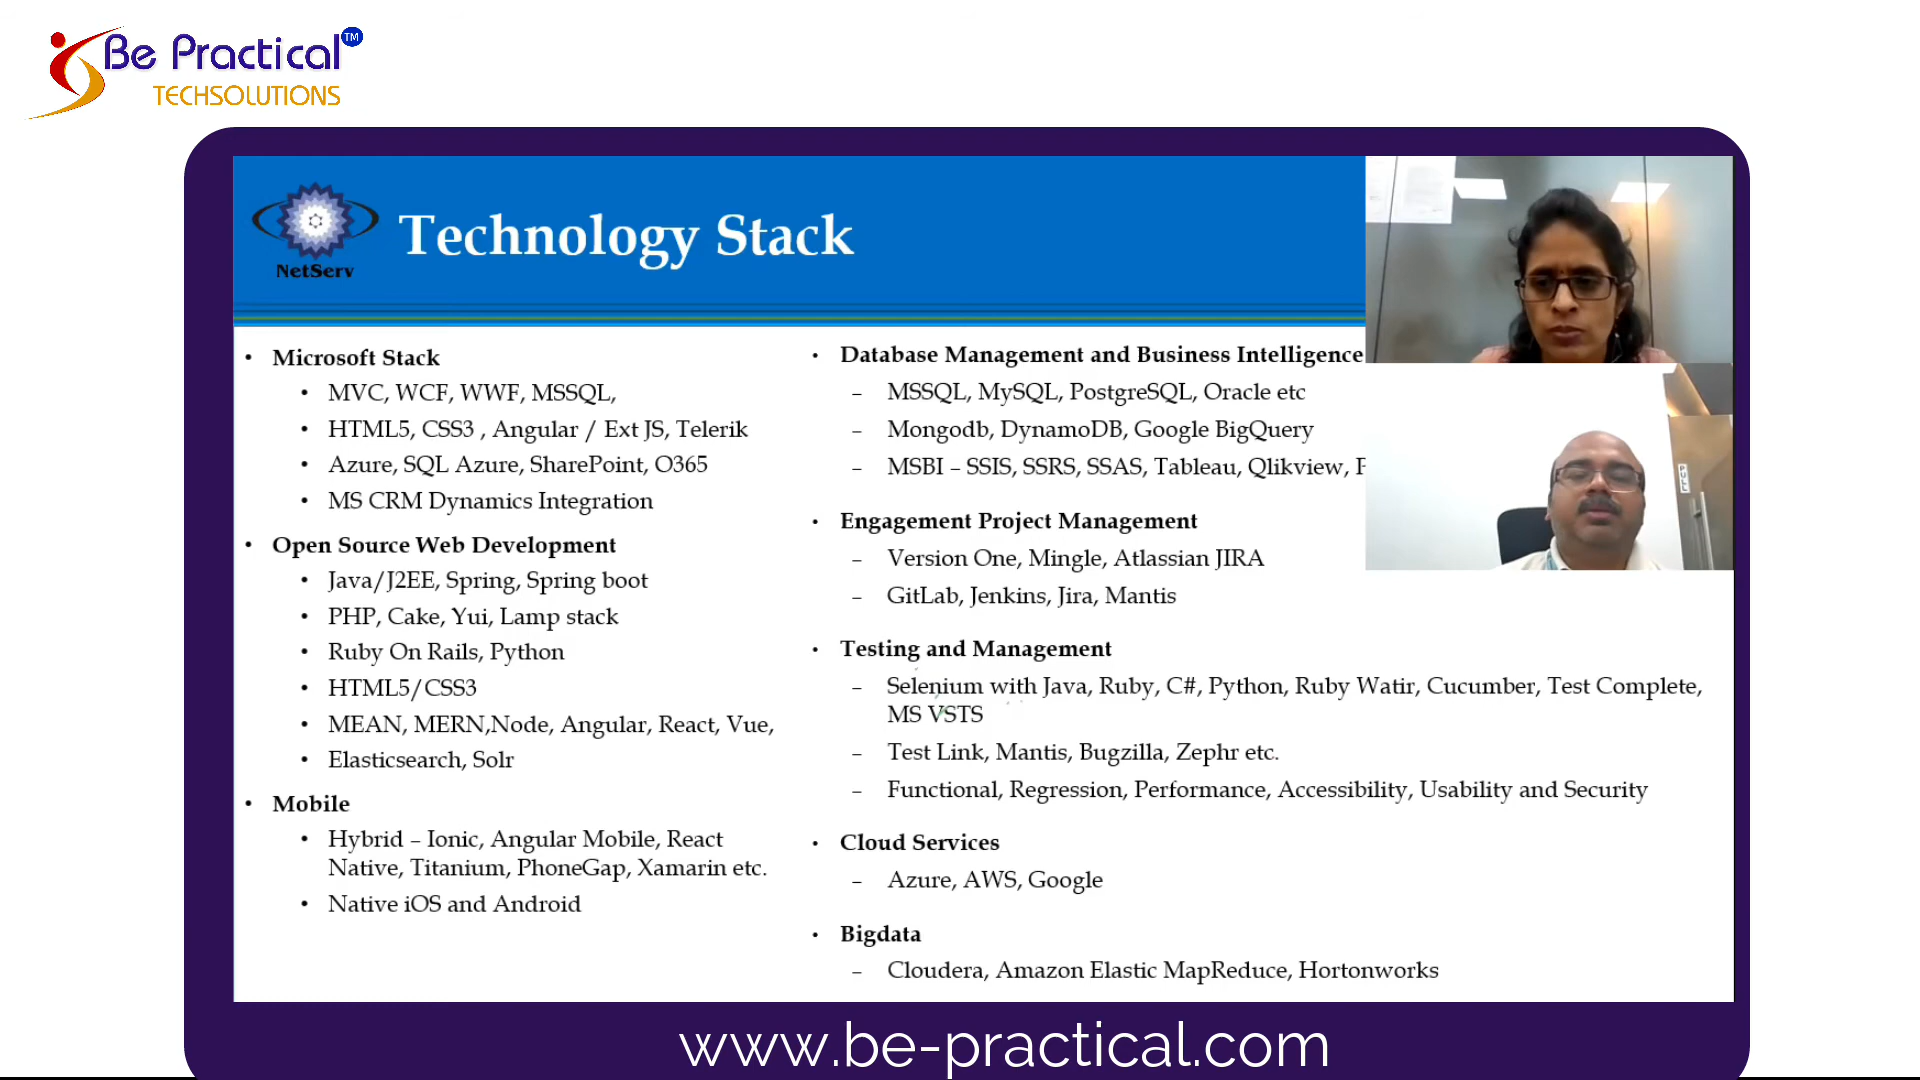 Be Practical TM
TECHSOLUTIONS
NetServ
Technology Stack
• Microsoft Stack
• MVC, WCF, WWF, MSSQL,
• HTML5, CSS3 , Angular / Ext JS, Telerik
• Azure, SQL Azure, SharePoint, O365
• MS CRM Dynamics Integration
• Open Source Web Development
• Java/J2EE, Spring, Spring boot
• PHP, Cake, Yui, Lamp stack
• Ruby On Rails, Python
• HTML5/CSS3
• MEAN, MERN,Node, Angular, React, Vue,
• Elasticsearch, Solr
• Mobile
• Hybrid – Ionic, Angular Mobile, React
Native, Titanium, PhoneGap, Xamarin etc.
• Native iOS and Android
• Database Management and Business Intelligence
– MSSQL, MySQL, PostgreSQL, Oracle etc
– Mongodb, DynamoDB, Google BigQuery
– MSBI – SSIS, SSRS, SSAS, Tableau, Qlikview,
• Engagement Project Management
– Version One, Mingle, Atlassian JIRA
– GitLab, Jenkins, Jira, Mantis
• Testing and Management
– Selenium with Java, Ruby, C#, Python, Ruby Watir, Cucumber, Test Complete,
MS VSTS
– Test Link, Mantis, Bugzilla, Zephr etc.
– Functional, Regression, Performance, Accessibility, Usability and Security
• Cloud Services
– Azure, AWS, Google
• Bigdata
– Cloudera, Amazon Elastic MapReduce, Hortonworks
www.be-practical.com